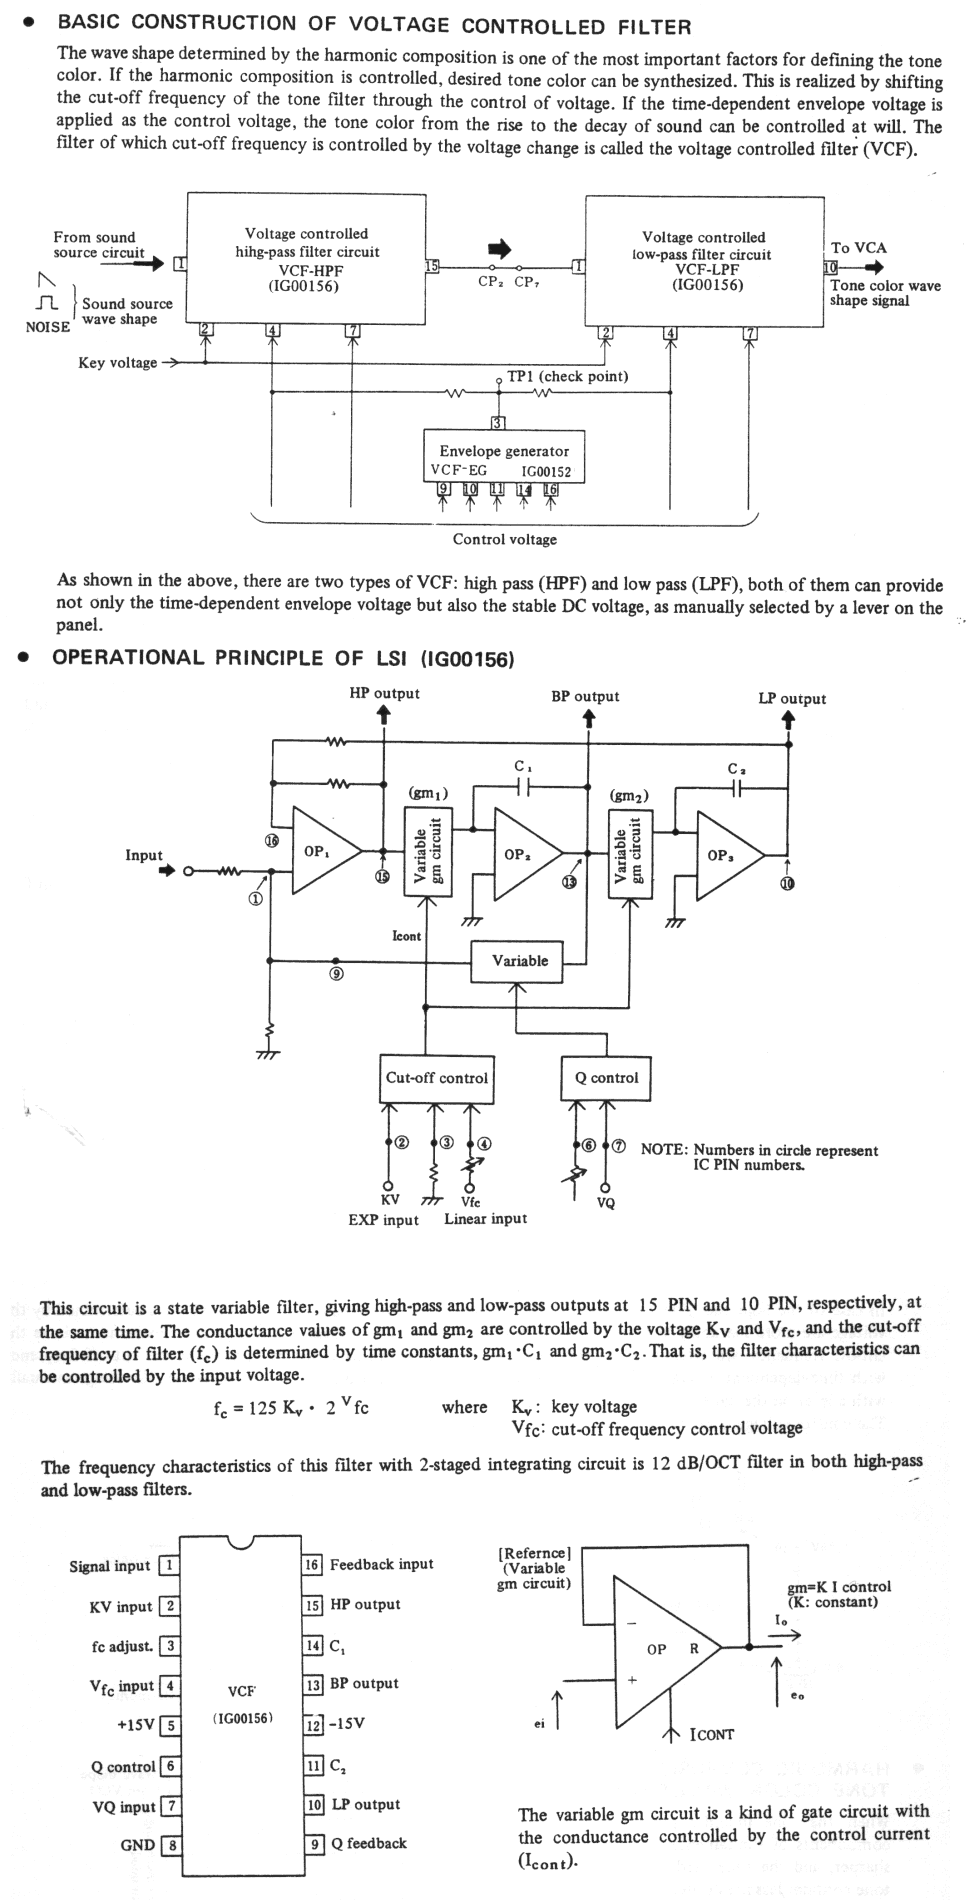 • BASIC CONSTRUCTION OF VOLTAGE CONTROLLED FILTER
The wave shape determined by the harmonic composition is one of the most important factors for defining the tone
color. If the harmonic composition is controlled, desired tone color can be synthesized. This is realized by shifting
the cut-off frequency of the tone filter through the control of voltage. If the time-dependent envelope voltage is
applied as the control voltage, the tone color from the rise to the decay of sound can be controlled at will. The
filter of which cut-off frequency is controlled by the voltage change is called the voltage controlled filter (VCF).
From sound
source circuit
Sound source
wave shape
NOISE
1
Voltage controlled
hihg-pass filter circuit
VCF-HPF
(IG00156)
15
2
4
7
CP₂ CP₇
1
Voltage controlled
low-pass filter circuit
VCF-LPF
(IG00156)
10
2
4
7
To VCA
Tone color wave
shape signal
Key voltage
TP1 (check point)
3
Envelope generator
VCF-EG IG00152
9 10 11 14 16
Control voltage
As shown in the above, there are two types of VCF: high pass (HPF) and low pass (LPF), both of them can provide
not only the time-dependent envelope voltage but also the stable DC voltage, as manually selected by a lever on the
panel.
• OPERATIONAL PRINCIPLE OF LSI (IG00156)
HP output
BP output
LP output
C₁
C₂
(gm₁)
(gm₂)
⑯
OP₁
Variable
gm circuit
OP₂
Variable
gm circuit
OP₃
Input
①
⑮
⑬
⑩
Icont
Variable
⑨
Cut-off control
Q control
②
③
④
⑥
⑦
NOTE: Numbers in circle represent
IC PIN numbers.
KV
Vfc
VQ
EXP input
Linear input
This circuit is a state variable filter, giving high-pass and low-pass outputs at 15 PIN and 10 PIN, respectively, at
the same time. The conductance values of gm₁ and gm₂ are controlled by the voltage Kv and Vfc, and the cut-off
frequency of filter (fc) is determined by time constants, gm₁·C₁ and gm₂·C₂. That is, the filter characteristics can
be controlled by the input voltage.
fc = 125 Kv · 2 ^V fc where Kv : key voltage
Vfc: cut-off frequency control voltage
The frequency characteristics of this filter with 2-staged integrating circuit is 12 dB/OCT filter in both high-pass
and low-pass filters.
Signal input 1
KV input 2
fc adjust. 3
Vfc input 4
+15V 5
Q control 6
VQ input 7
GND 8
VCF
(IG00156)
16 Feedback input
15 HP output
14 C₁
13 BP output
12 -15V
11 C₂
10 LP output
9 Q feedback
[Refernce]
(Variable
gm circuit)
gm=K I control
(K: constant)
Io
−
OP R
+
eo
ei
ICONT
The variable gm circuit is a kind of gate circuit with
the conductance controlled by the control current
(Icont).